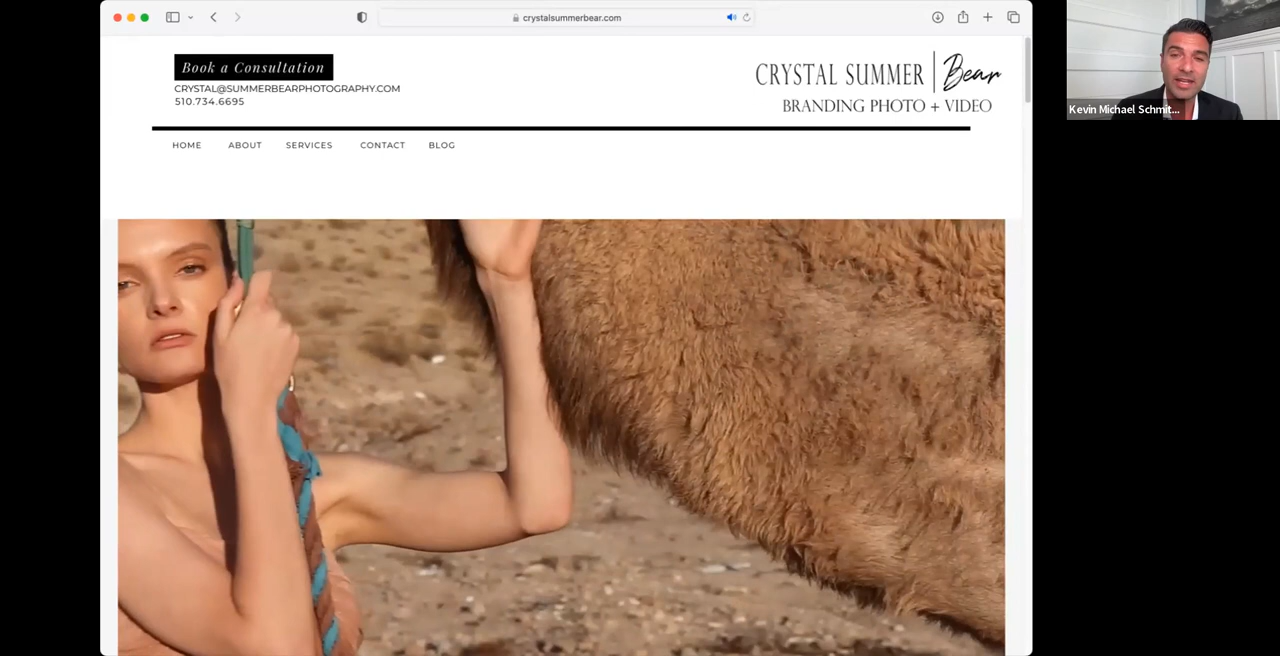 crystalsummerbear.com
Book a Consultation
CRYSTAL@SUMMERBEARPHOTOGRAPHY.COM
510.734.6695
CRYSTAL SUMMER Bear
BRANDING PHOTO + VIDEO
HOME ABOUT SERVICES CONTACT BLOG
Kevin Michael Schmit...